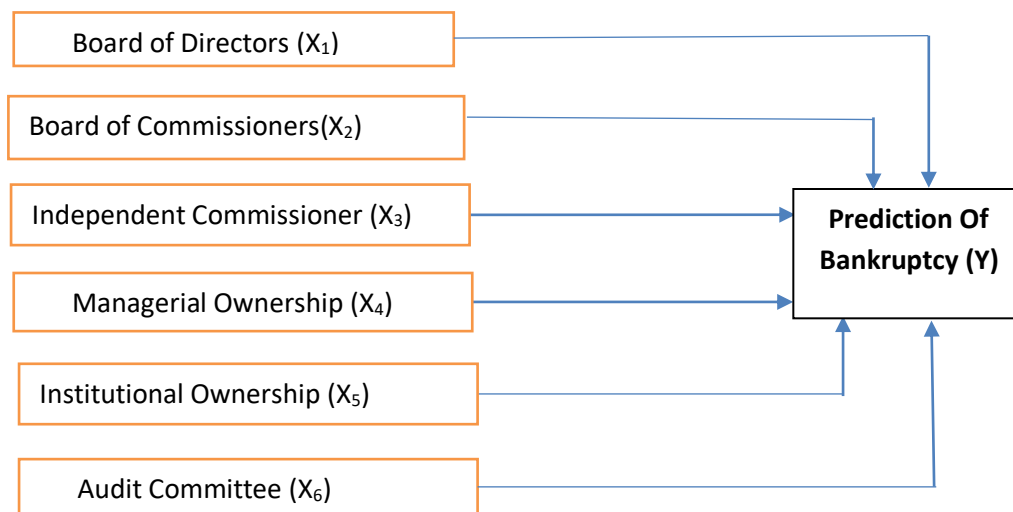 Board of Directors (X₁)
Board of Commissioners(X₂)
Independent Commissioner (X₃)
Prediction Of
Bankruptcy (Y)
Managerial Ownership (X₄)
Institutional Ownership (X₅)
Audit Committee (X₆)